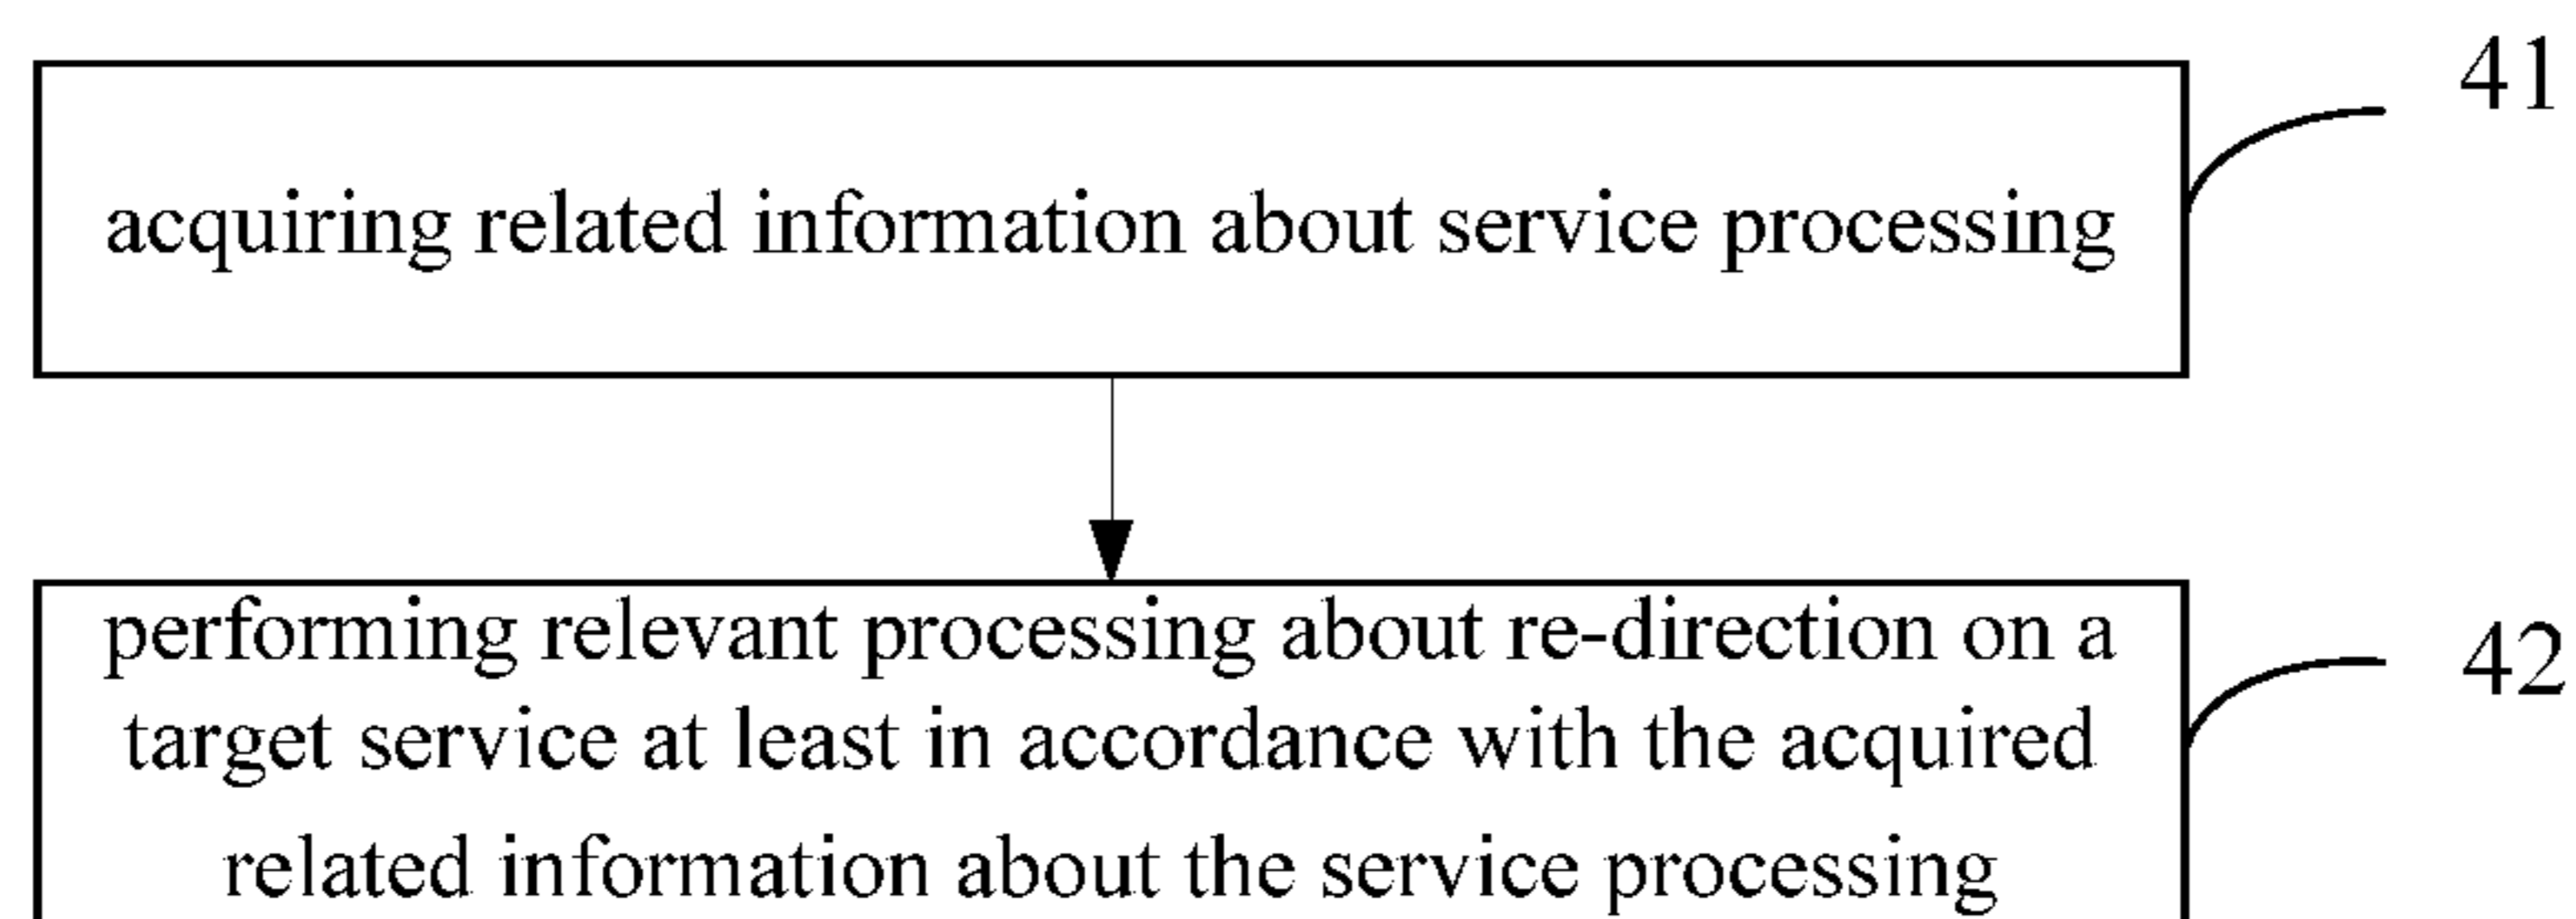 41
acquiring related information about service processing
performing relevant processing about re-direction on a
42
target service at least in accordance with the acquired
related information about the service processing